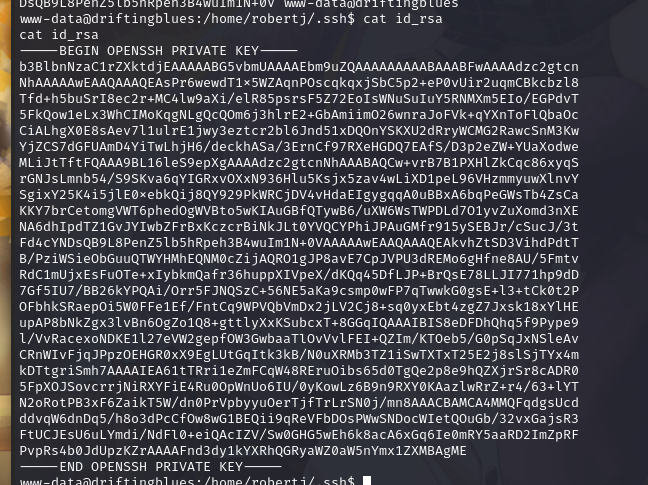 DsQB9L8PenZ5lb5hRpeh3B4wuIm1N+0V www-data@driftingblues
www-data@driftingblues:/home/robertj/.ssh$ cat id_rsa
cat id_rsa
-----BEGIN OPENSSH PRIVATE KEY-----
b3BlbnNzaC1rZXktdjEAAAAABG5vbmUAAAAEbm9uZQAAAAAAAAABAAABFwAAAAdzc2gtcn
NhAAAAAwEAAQAAAQEAsPr6wewdT1×5WZAqnPOscqkqxjSbC5p2+eP0vUir2uqmCBkcbzl8
Tfd+h5buSrI8ec2r+MC4lw9aXi/elR85psrsF5Z72EoIsWNuSuIuY5RNMXm5EIo/EGPdvT
5FkQow1eLx3WhCIMoKqgNLgQcQOm6j3hlrE2+GbAmiimO26wnraJoFVk+qYXnToFlQbaOc
CiALhgX0E8sAev7l1ulrE1jwy3eztcr2bl6Jnd51xDQOnYSKXU2dRryWCMG2RawcSnM3Kw
YjZCS7dGFUAmD4YiTwLhjH6/deckhASa/3ErnCf97RXeHGDQ7EAfS/D3p2eZW+YUaXodwe
MLiJtTftFQAAA9BL16leS9epXgAAAAdzc2gtcnNhAAABAQCw+vrB7B1PXHlZkCqc86xyqS
rGNJsLmnb54/S9SKva6qYIGRxvOXxN936Hlu5Ksjx5zav4wLiXD1peL96VHzmmyuwXlnvY
SgixY25K4i5jlE0×ebkQij8QY929PkWRCjDV4vHdaEIgygqqA0uBBxA6bqPeGWsTb4ZsCa
KKY7brCetomgVWT6phedOgWVBto5wKIAuGBfQTywB6/uXW6WsTWPDLd7O1yvZuXomd3nXE
NA6dhIpdTZ1GvJYIwbZFrBxKczcrBiNkJLt0YVQCYPhiJPAuGMfr915ySEBJr/cSucJ/3t
Fd4cYNDsQB9L8PenZ5lb5hRpeh3B4wuIm1N+0VAAAAAwEAAQAAAQEAkvhZtSD3VihdPdtT
B/PziWSieObGuuQTWYHMhEQNM0cZijAQRO1gJP8avE7CpJVPU3dREMo6gHfne8AU/5Fmtv
RdC1mUjxEsFuOTe+xIybkmQafr36huppXIVpeX/dKQq45DfLJP+BrQsE78LLJI771hp9dD
7Gf5IU7/BB26kYPQAi/Orr5FJNQSzC+56NE5aKa9csmp0wFP7qTwwkG0gsE+l3+tCk0t2P
OFbhkSRaepOi5W0FFe1Ef/FntCq9WPVQbVmDx2jLV2Cj8+sq0yxEbt4zgZ7Jxsk18xYlHE
upAP8bNkZgx3lvBn6OgZo1Q8+gttlyXxKSubcxT+8GGqIQAAAIBIS8eDFDhQhq5f9Pype9
l/VvRacexoNDKE1l27eVW2gepfOW3GwbaaTlOvVvlFEI+QZIm/KTOeb5/G0pSqJxNSleAv
CRnWIvFjqJPpzOEHGR0xX9EgLUtGqItk3kB/N0uXRMb3TZ1iSwTXTxT25E2j8slSjTYx4m
kDTtgriSmh7AAAAIEA61tTRri1eZmFCqW48REruOibs65d0TgQe2p8e9hQZXjrSr8cADR0
5FpXOJSovcrrjNiRXYFiE4Ru0OpWnUo6IU/0yKowLz6B9n9RXY0KAazlwRrZ+r4/63+lYT
N2oRotPB3xF6ZaikT5W/dn0PrVpbyyuOerTjfTrLrSN0j/mn8AAACBAMCA4MMQFqdgsUcd
ddvqW6dnDq5/h8o3dPcCfOw8wG1BEQii9qReVFbDOsPWwSNDocWIetQOuGb/32vxGajsR3
FtUCJEsU6uLYmdi/NdFl0+eiQAcIZV/Sw0GHG5wEh6k8acA6xGq6Ie0mRY5aaRD2ImZpRF
PvpRs4b0JdUpzKZrAAAAFnd3dy1kYXRhQGRyaWZ0aW5nYmx1ZXMBAgME
-----END OPENSSH PRIVATE KEY-----
www-data@driftingblues:/home/robertj/.ssh$